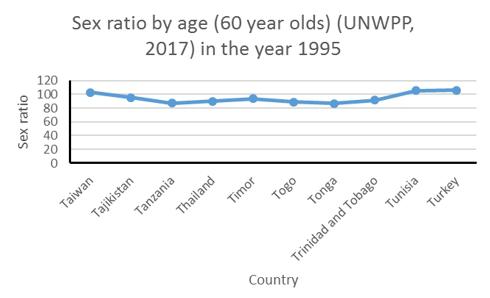 Sex ratio by age (60 year olds) (UNWPP,
2017) in the year 1995
120
100
80
60
40
20
0
Sex ratio
Taiwan
Tajikistan
Tanzania
Thailand
Timor
Togo
Tonga
Trinidad and Tobago
Tunisia
Turkey
Country